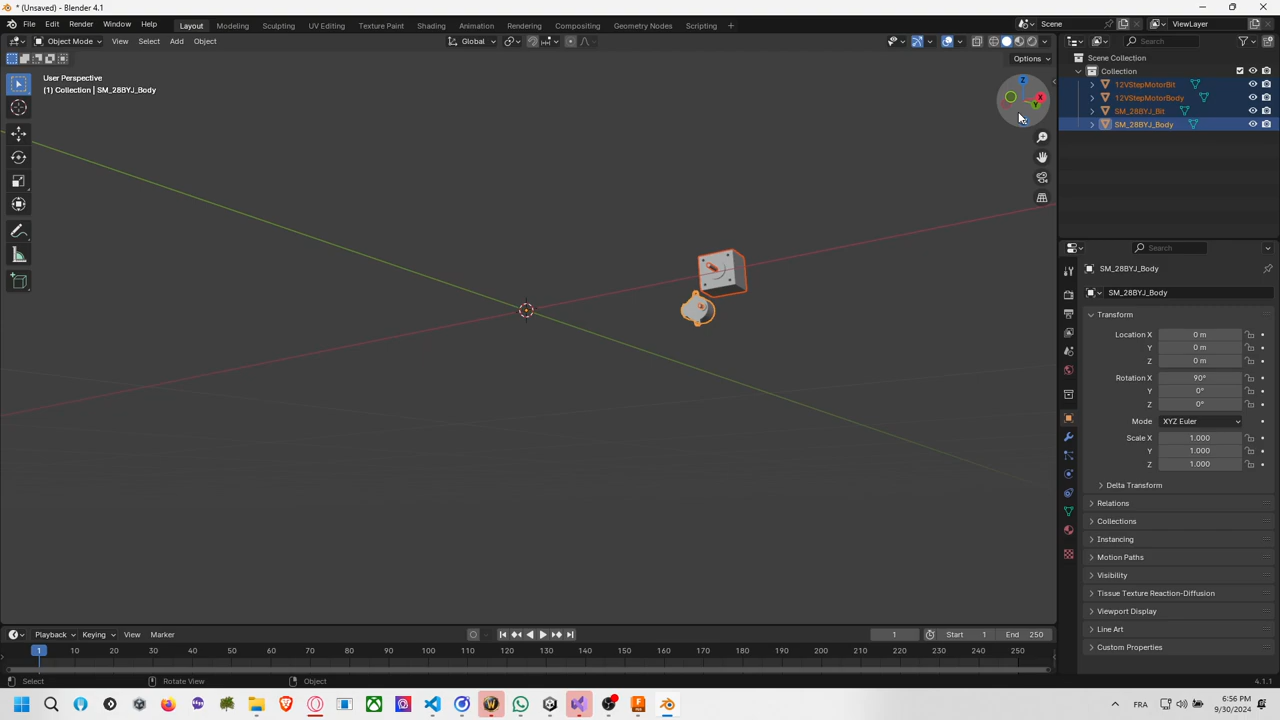 * (Unsaved) - Blender 4.1
File Edit Render Window Help Layout Modeling Sculpting UV Editing Texture Paint Shading Animation Rendering Compositing Geometry Nodes Scripting Scene ViewLayer
Object Mode View Select Add Object Global Search
Options
User Perspective
(1) Collection | SM_28BYJ_Body
Z
X
Y
Scene Collection
Collection
12VStepMotorBit
12VStepMotorBody
SM_28BYJ_Bit
SM_28BYJ_Body
Search
SM_28BYJ_Body
SM_28BYJ_Body
Transform
Location X 0 m
Y 0 m
Z 0 m
Rotation X 90°
Y 0°
Z 0°
Mode XYZ Euler
Scale X 1.000
Y 1.000
Z 1.000
Delta Transform
Relations
Collections
Instancing
Motion Paths
Visibility
Tissue Texture Reaction-Diffusion
Viewport Display
Line Art
Custom Properties
Playback Keying View Marker 1 Start 1 End 250
1 10 20 30 40 50 60 70 80 90 100 110 120 130 140 150 160 170 180 190 200 210 220 230 240 250
Select Rotate View Object 4.1.1
FRA 6:56 PM
9/30/2024